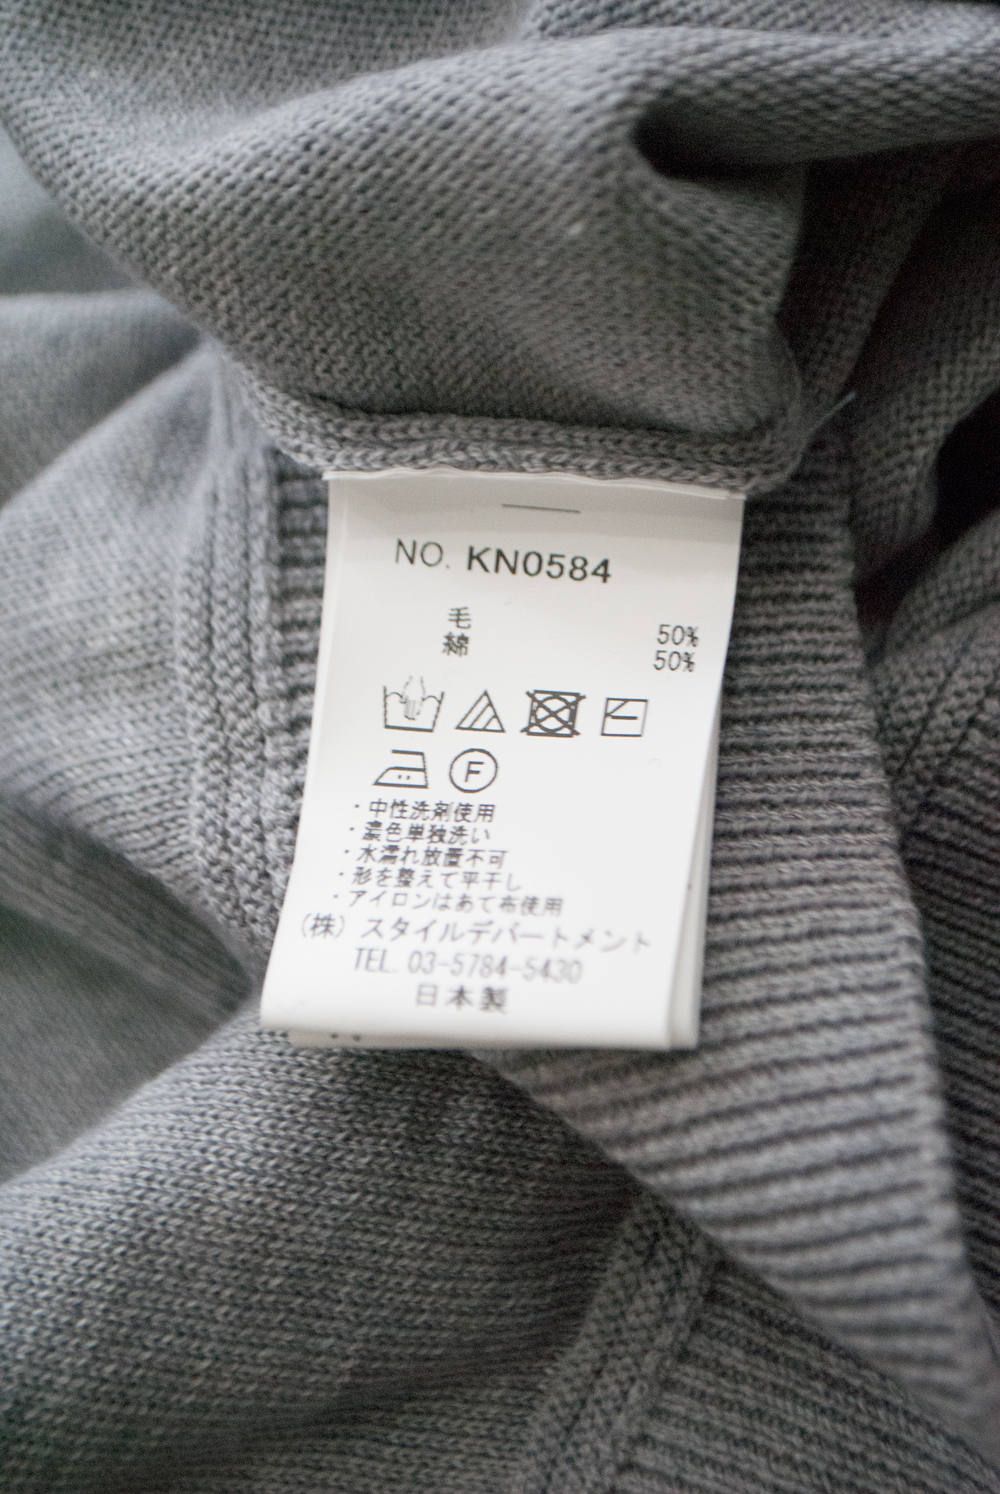 NO. KN0584
毛 50%
綿 50%
F
・中性洗剤使用
・濃色単独洗い
・水濡れ放置不可
・形を整えて平干し
・アイロンはあて布使用
(株) スタイルデパートメント
TEL. 03-5784-5430
日本製